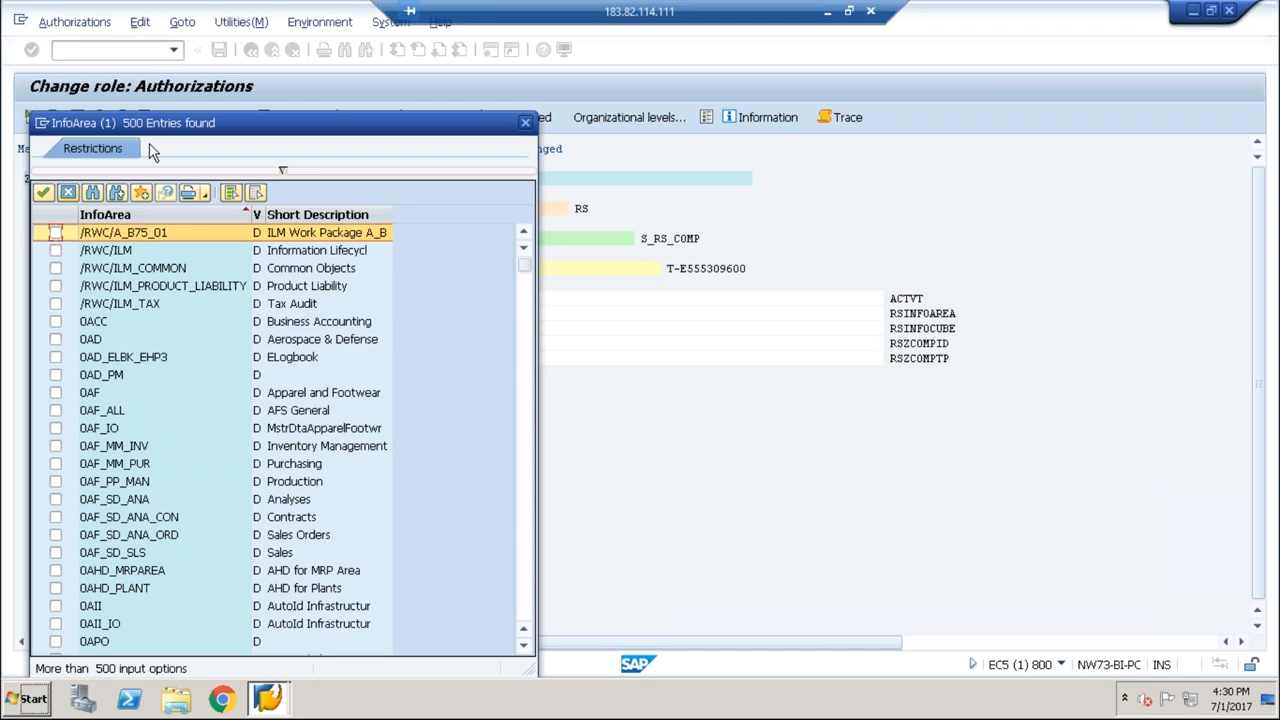 183.82.114.111
Authorizations Edit Goto Utilities(M) Environment System Help
Change role: Authorizations
Organizational levels... Information Trace
InfoArea (1) 500 Entries found
Restrictions
nged
InfoArea V Short Description
/RWC/A_B75_01 D ILM Work Package A_B
/RWC/ILM D Information Lifecycl
/RWC/ILM_COMMON D Common Objects
/RWC/ILM_PRODUCT_LIABILITY D Product Liability
/RWC/ILM_TAX D Tax Audit
0ACC D Business Accounting
0AD D Aerospace & Defense
0AD_ELBK_EHP3 D ELogbook
0AD_PM D
0AF D Apparel and Footwear
0AF_ALL D AFS General
0AF_IO D MstrDtaApparelFootwr
0AF_MM_INV D Inventory Management
0AF_MM_PUR D Purchasing
0AF_PP_MAN D Production
0AF_SD_ANA D Analyses
0AF_SD_ANA_CON D Contracts
0AF_SD_ANA_ORD D Sales Orders
0AF_SD_SLS D Sales
0AHD_MRPAREA D AHD for MRP Area
0AHD_PLANT D AHD for Plants
0AII D AutoId Infrastructur
0AII_IO D AutoId Infrastructur
0APO D
More than 500 input options
RS
S_RS_COMP
T-E555309600
ACTVT
RSINFOAREA
RSINFOCUBE
RSZCOMPID
RSZCOMPTP
SAP EC5 (1) 800 NW73-BI-PC INS
Start
4:30 PM
7/1/2017